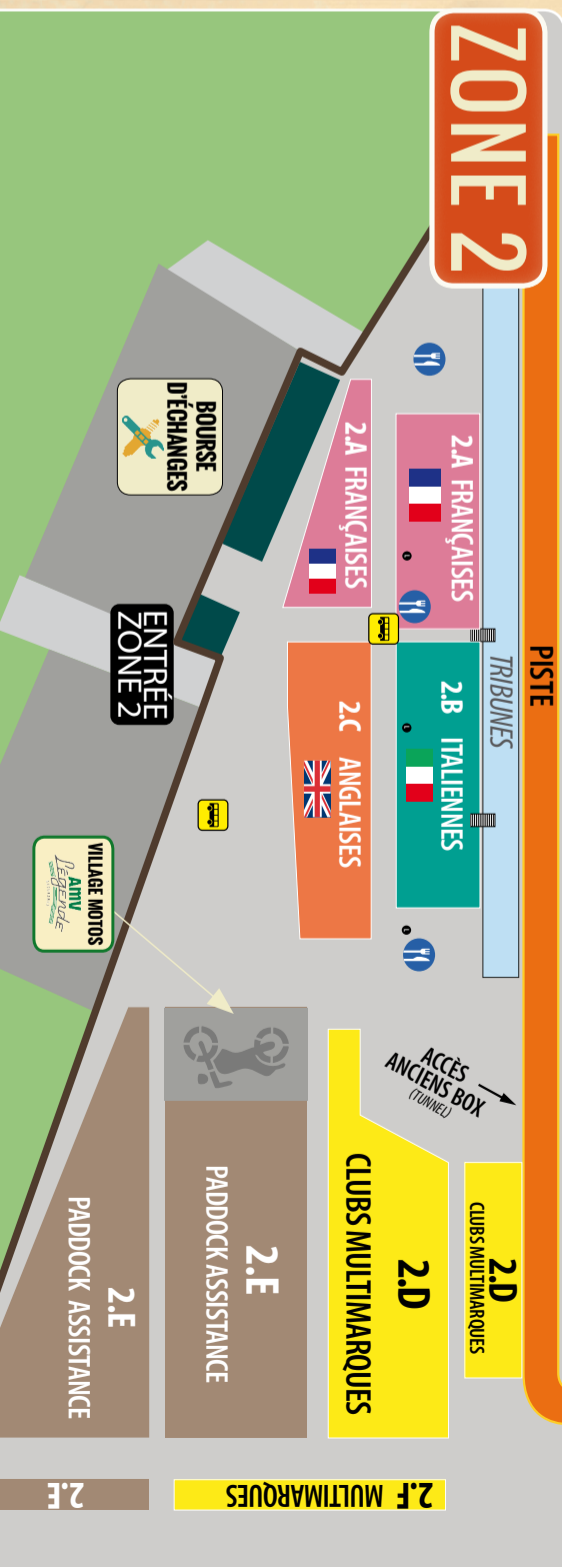 ZONE 2
PISTE
TRIBUNES
2.A FRANÇAISES
2.A FRANÇAISES
2.B ITALIENNES
2.C ANGLAISES
BOURSE
D'ÉCHANGES
ENTRÉE
ZONE 2
VILLAGE MOTOS
AMV
Légende
ACCÈS
ANCIENS BOX
(TUNNEL)
2.D
CLUBS MULTIMARQUES
2.D
CLUBS MULTIMARQUES
2.E
PADDOCK ASSISTANCE
2.E
PADDOCK ASSISTANCE
2.F MULTIMARQUES
2.E